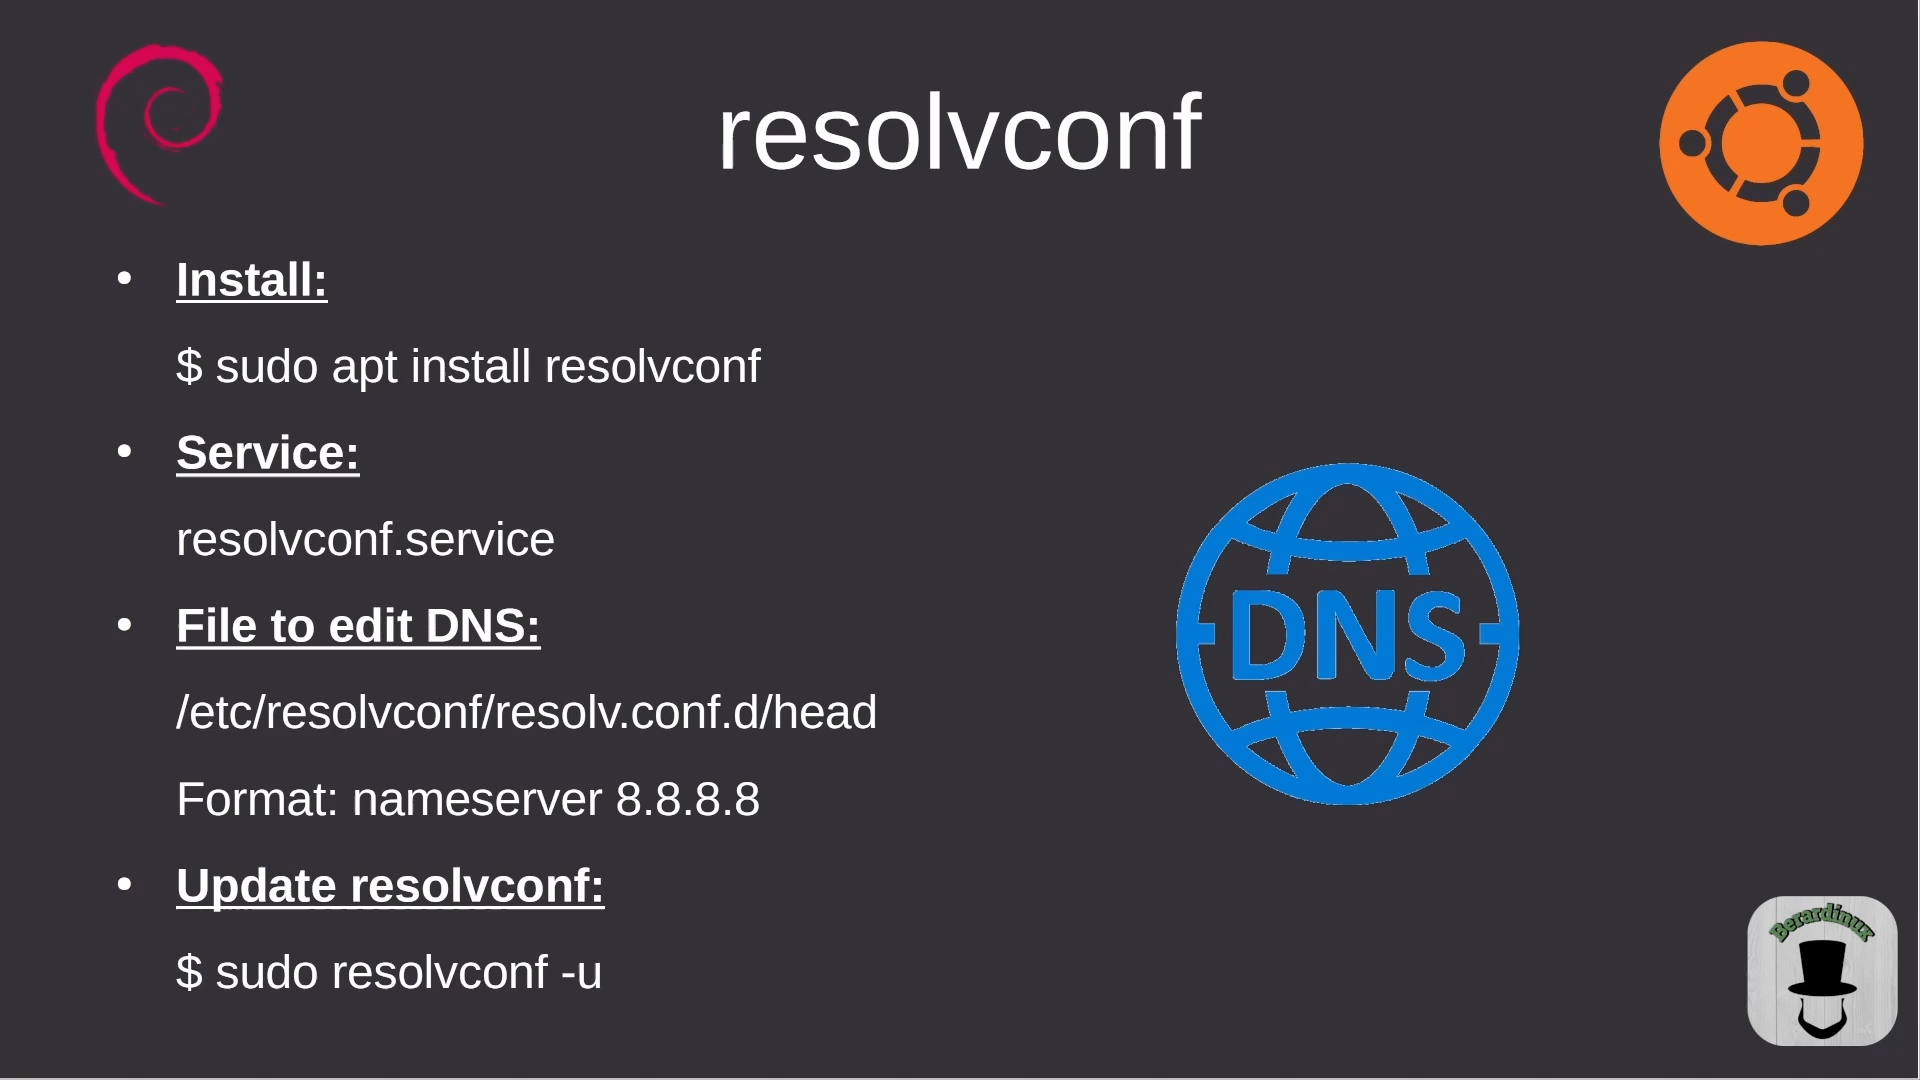 resolvconf
• Install:
$ sudo apt install resolvconf
• Service:
resolvconf.service
• File to edit DNS:
/etc/resolvconf/resolv.conf.d/head
Format: nameserver 8.8.8.8
• Update resolvconf:
$ sudo resolvconf -u
DNS
Berardinux